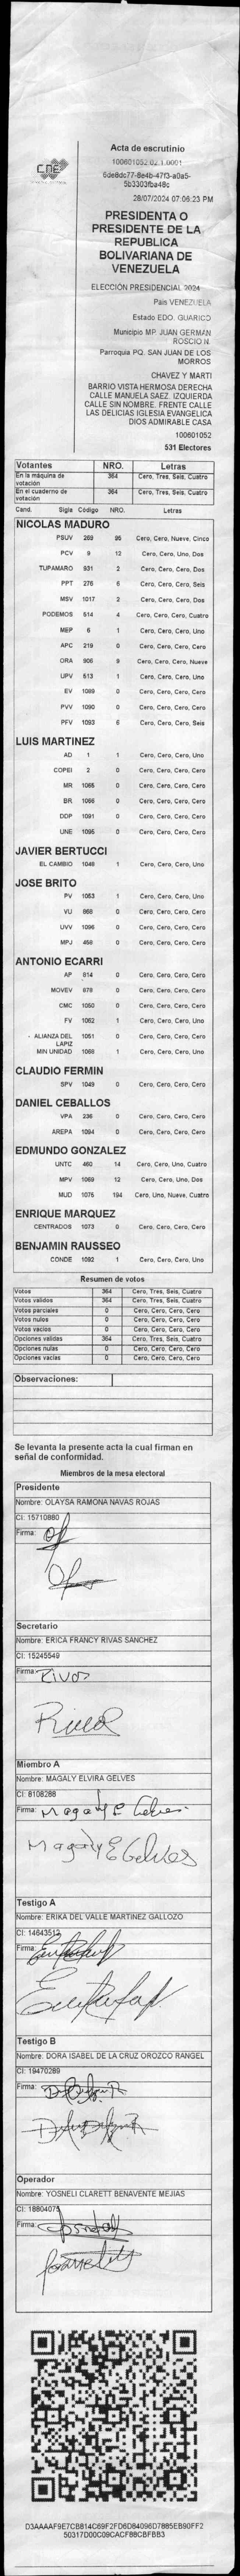 CNE
Acta de escrutinio
100601052.02.1.0001
6de8dc77-8e4b-47f3-a0a5-
5b3303fba48c
28/07/2024 07:06:23 PM
PRESIDENTA O
PRESIDENTE DE LA
REPUBLICA
BOLIVARIANA DE
VENEZUELA
ELECCIÓN PRESIDENCIAL 2024
País VENEZUELA
Estado EDO. GUARICO
Municipio MP. JUAN GERMAN
ROSCIO N.
Parroquia PQ. SAN JUAN DE LOS
MORROS
CHAVEZ Y MARTI
BARRIO VISTA HERMOSA DERECHA
CALLE MANUELA SAEZ. IZQUIERDA
CALLE SIN NOMBRE. FRENTE CALLE
LAS DELICIAS IGLESIA EVANGELICA
DIOS ADMIRABLE CASA
100601052
531 Electores
Votantes NRO. Letras
En la máquina de votación 364 Cero, Tres, Seis, Cuatro
En el cuaderno de votación 364 Cero, Tres, Seis, Cuatro
Cand. Sigla Código NRO. Letras
NICOLAS MADURO
PSUV 269 95 Cero, Cero, Nueve, Cinco
PCV 9 12 Cero, Cero, Uno, Dos
TUPAMARO 931 2 Cero, Cero, Cero, Dos
PPT 276 6 Cero, Cero, Cero, Seis
MSV 1017 2 Cero, Cero, Cero, Dos
PODEMOS 514 4 Cero, Cero, Cero, Cuatro
MEP 6 1 Cero, Cero, Cero, Uno
APC 219 0 Cero, Cero, Cero, Cero
ORA 906 9 Cero, Cero, Cero, Nueve
UPV 513 1 Cero, Cero, Cero, Uno
EV 1089 0 Cero, Cero, Cero, Cero
PVV 1090 0 Cero, Cero, Cero, Cero
PFV 1093 6 Cero, Cero, Cero, Seis
LUIS MARTINEZ
AD 1 1 Cero, Cero, Cero, Uno
COPEI 2 0 Cero, Cero, Cero, Cero
MR 1065 0 Cero, Cero, Cero, Cero
BR 1066 0 Cero, Cero, Cero, Cero
DDP 1091 0 Cero, Cero, Cero, Cero
UNE 1095 0 Cero, Cero, Cero, Cero
JAVIER BERTUCCI
EL CAMBIO 1048 1 Cero, Cero, Cero, Uno
JOSE BRITO
PV 1053 1 Cero, Cero, Cero, Uno
VU 868 0 Cero, Cero, Cero, Cero
UVV 1096 0 Cero, Cero, Cero, Cero
MPJ 458 0 Cero, Cero, Cero, Cero
ANTONIO ECARRI
AP 814 0 Cero, Cero, Cero, Cero
MOVEV 878 0 Cero, Cero, Cero, Cero
CMC 1050 0 Cero, Cero, Cero, Cero
FV 1062 1 Cero, Cero, Cero, Uno
- ALIANZA DEL LAPIZ 1051 0 Cero, Cero, Cero, Cero
MIN UNIDAD 1068 1 Cero, Cero, Cero, Uno
CLAUDIO FERMIN
SPV 1049 0 Cero, Cero, Cero, Cero
DANIEL CEBALLOS
VPA 236 0 Cero, Cero, Cero, Cero
AREPA 1094 0 Cero, Cero, Cero, Cero
EDMUNDO GONZALEZ
UNTC 460 14 Cero, Cero, Uno, Cuatro
MPV 1069 12 Cero, Cero, Uno, Dos
MUD 1075 194 Cero, Uno, Nueve, Cuatro
ENRIQUE MARQUEZ
CENTRADOS 1073 0 Cero, Cero, Cero, Cero
BENJAMIN RAUSSEO
CONDE 1092 1 Cero, Cero, Cero, Uno
Resumen de votos
Votos 364 Cero, Tres, Seis, Cuatro
Votos validos 364 Cero, Tres, Seis, Cuatro
Votos parciales 0 Cero, Cero, Cero, Cero
Votos nulos 0 Cero, Cero, Cero, Cero
Votos vacios 0 Cero, Cero, Cero, Cero
Opciones validas 364 Cero, Tres, Seis, Cuatro
Opciones nulas 0 Cero, Cero, Cero, Cero
Opciones vacias 0 Cero, Cero, Cero, Cero
Observaciones:
Se levanta la presente acta la cual firman en
señal de conformidad.
Miembros de la mesa electoral
Presidente
Nombre: OLAYSA RAMONA NAVAS ROJAS
CI: 15710880
Firma:
Secretario
Nombre: ERICA FRANCY RIVAS SANCHEZ
CI: 15245549
Firma: Rivas
Miembro A
Nombre: MAGALY ELVIRA GELVES
CI: 8108288
Firma: Magaly E Gelves
Magaly E Gelves
Testigo A
Nombre: ERIKA DEL VALLE MARTINEZ GALLOZO
CI: 14643512
Firma:
Testigo B
Nombre: DORA ISABEL DE LA CRUZ OROZCO RANGEL
CI: 19470289
Firma:
Operador
Nombre: YOSNELI CLARETT BENAVENTE MEJIAS
CI: 18804075
Firma:
D3AAAAF9E7CB814C69F2FD6D84096D7885EB90FF2
50317D00C09CACF88CBFBB3